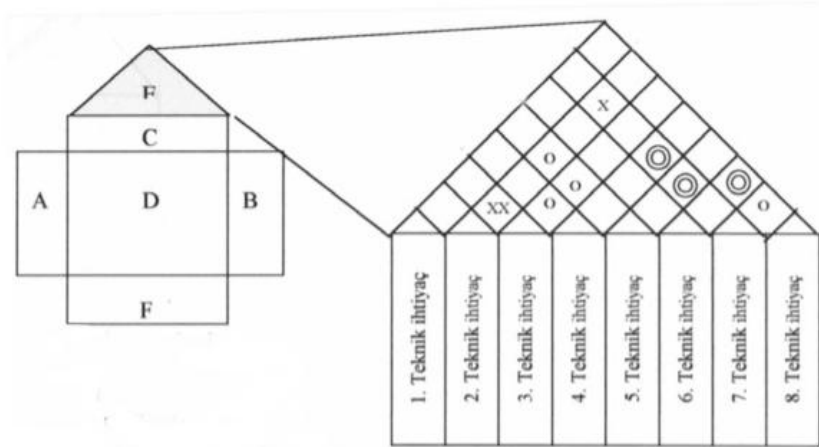 E
C
A D B
F
X
O
O
XX O
O
1. Teknik ihtiyaç
2. Teknik ihtiyaç
3. Teknik ihtiyaç
4. Teknik ihtiyaç
5. Teknik ihtiyaç
6. Teknik ihtiyaç
7. Teknik ihtiyaç
8. Teknik ihtiyaç